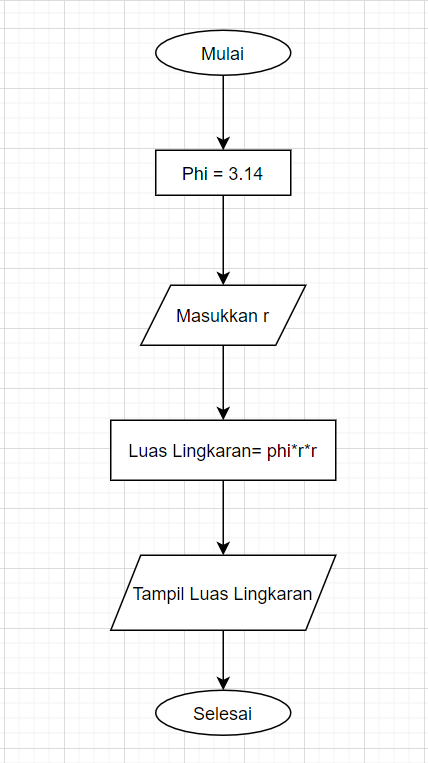 Mulai
Phi = 3.14
Masukkan r
Luas Lingkaran= phi*r*r
Tampil Luas Lingkaran
Selesai